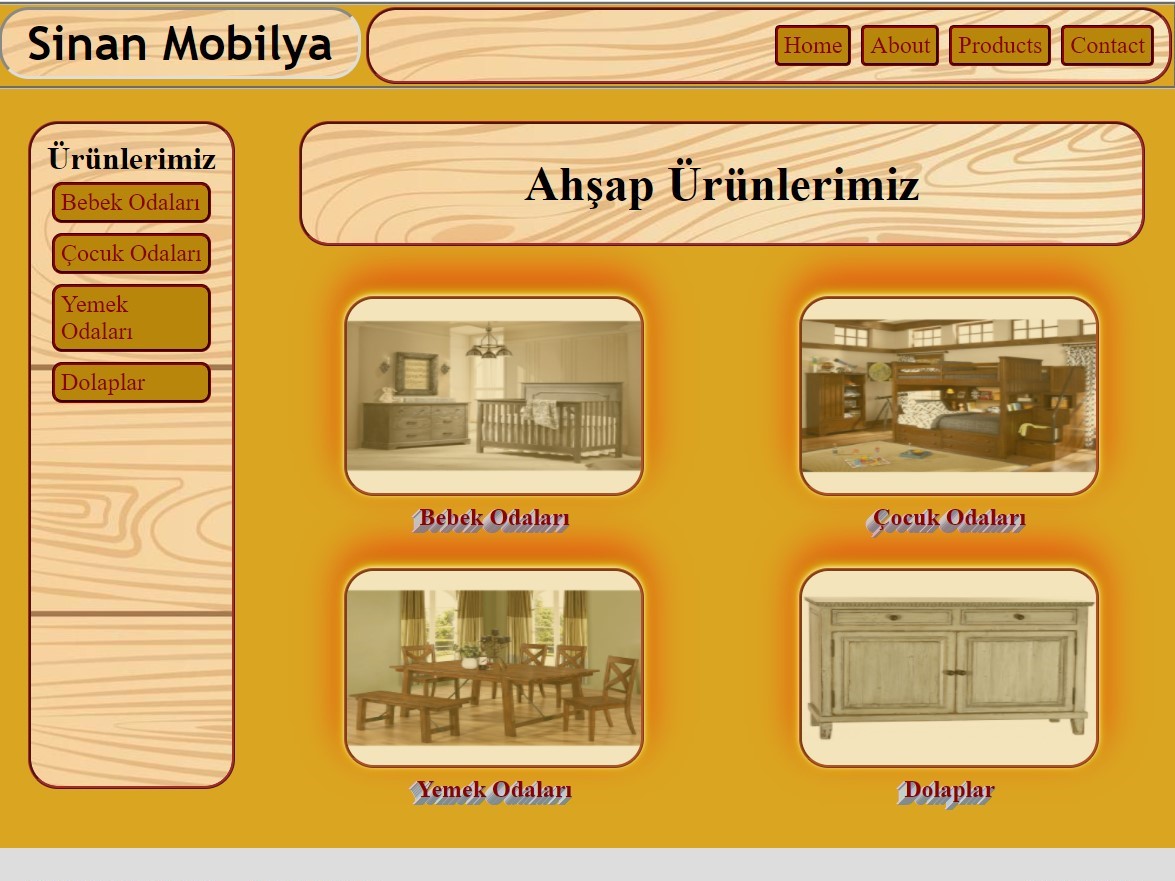 Sinan Mobilya
Home
About
Products
Contact
Ürünlerimiz
Bebek Odaları
Çocuk Odaları
Yemek
Odaları
Dolaplar
Ahşap Ürünlerimiz
Bebek Odaları
Çocuk Odaları
Yemek Odaları
Dolaplar